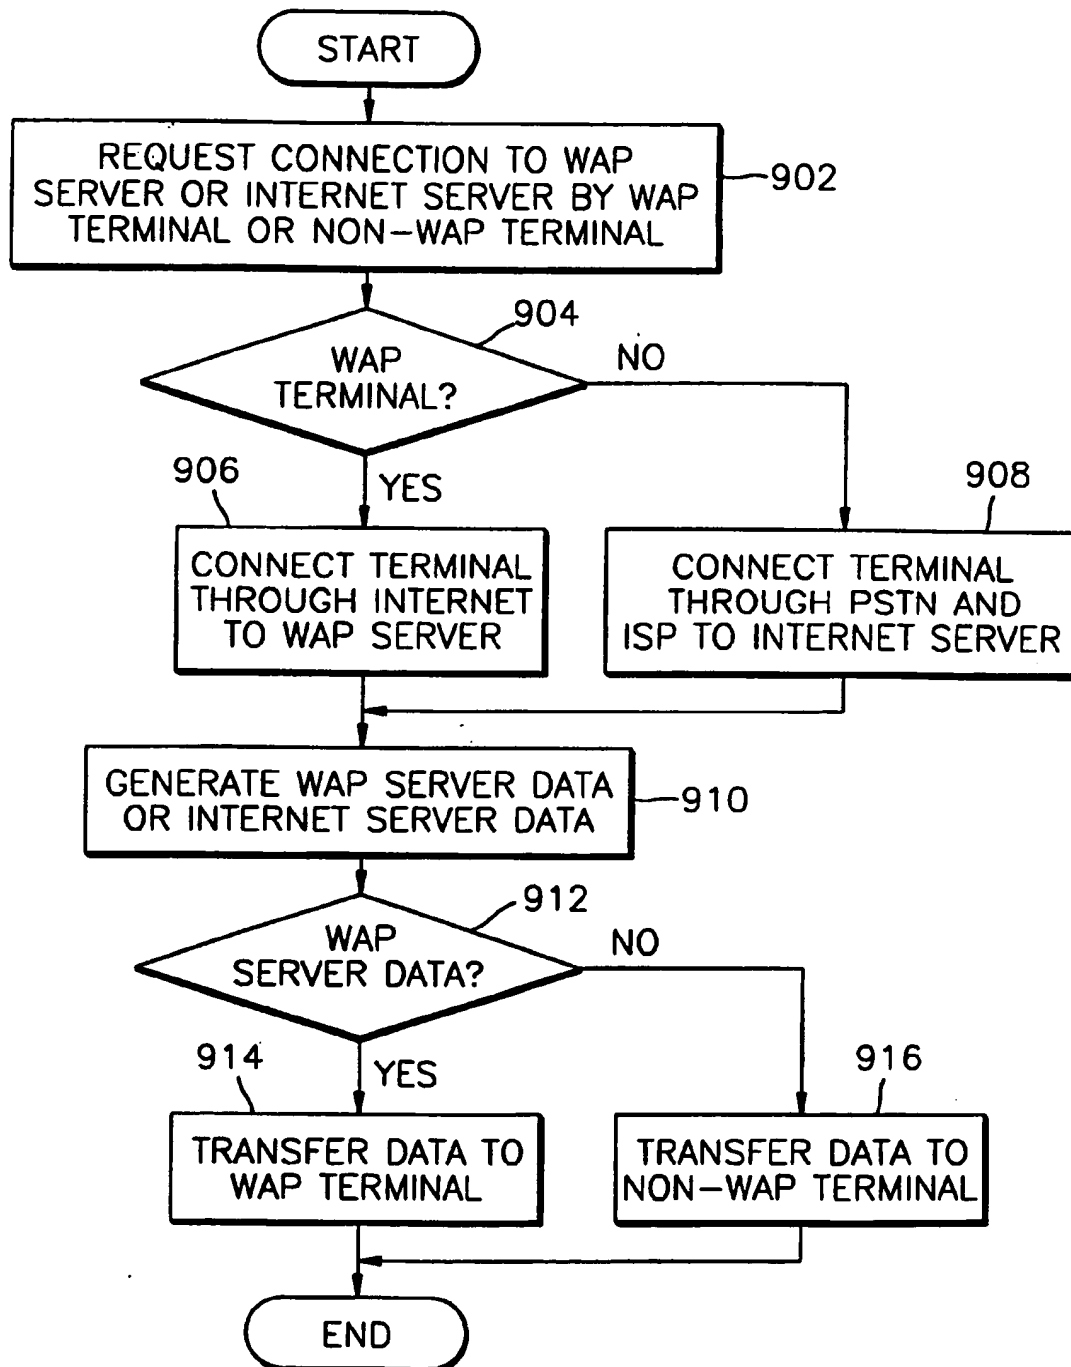 START
REQUEST CONNECTION TO WAP
SERVER OR INTERNET SERVER BY WAP
TERMINAL OR NON-WAP TERMINAL
902
904
WAP
TERMINAL?
NO
YES
906
908
CONNECT TERMINAL
THROUGH INTERNET
TO WAP SERVER
CONNECT TERMINAL
THROUGH PSTN AND
ISP TO INTERNET SERVER
GENERATE WAP SERVER DATA
OR INTERNET SERVER DATA
910
912
WAP
SERVER DATA?
NO
YES
914
916
TRANSFER DATA TO
WAP TERMINAL
TRANSFER DATA TO
NON-WAP TERMINAL
END